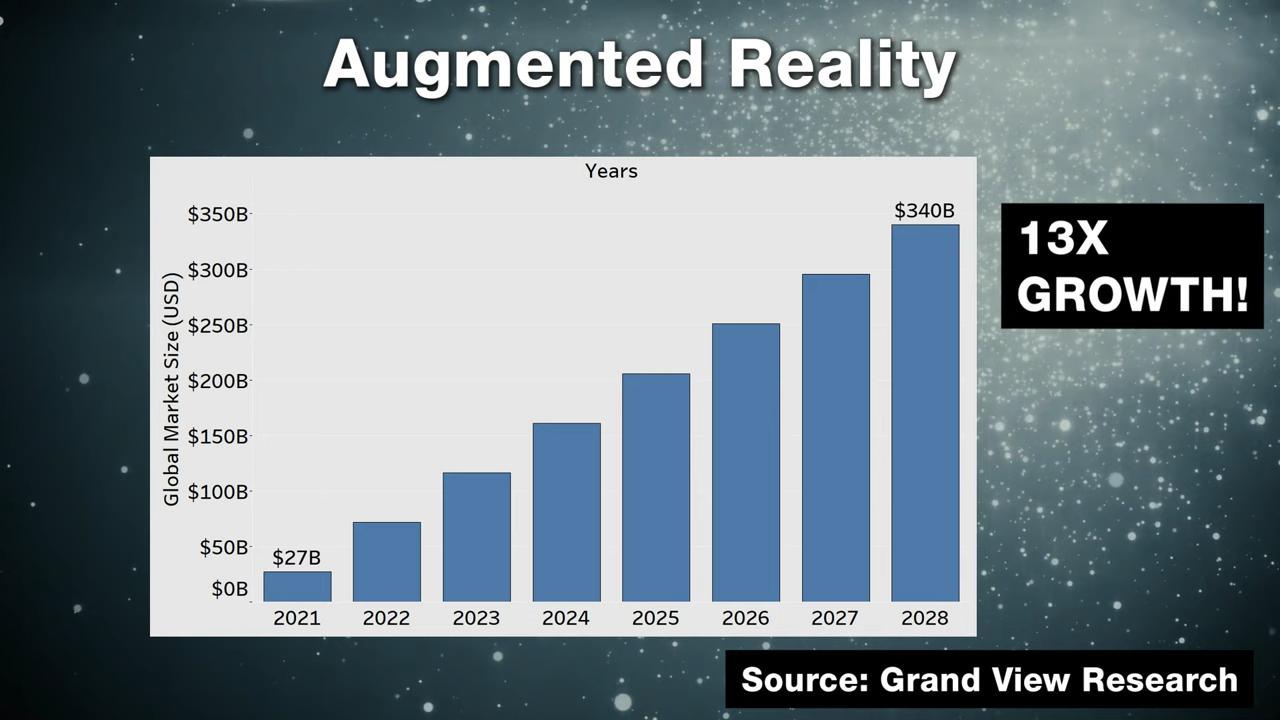 Augmented Reality
Years
$350B
$300B
$250B
$200B
$150B
$100B
$50B
$0B
Global Market Size (USD)
$27B
$340B
2021 2022 2023 2024 2025 2026 2027 2028
13X
GROWTH!
Source: Grand View Research